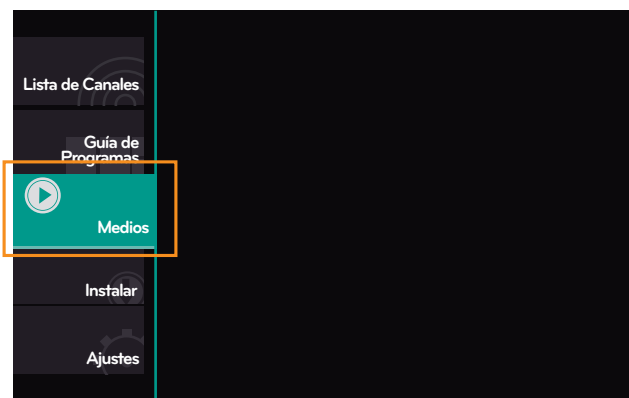 Lista de Canales
Guía de
Programas
Medios
Instalar
Ajustes